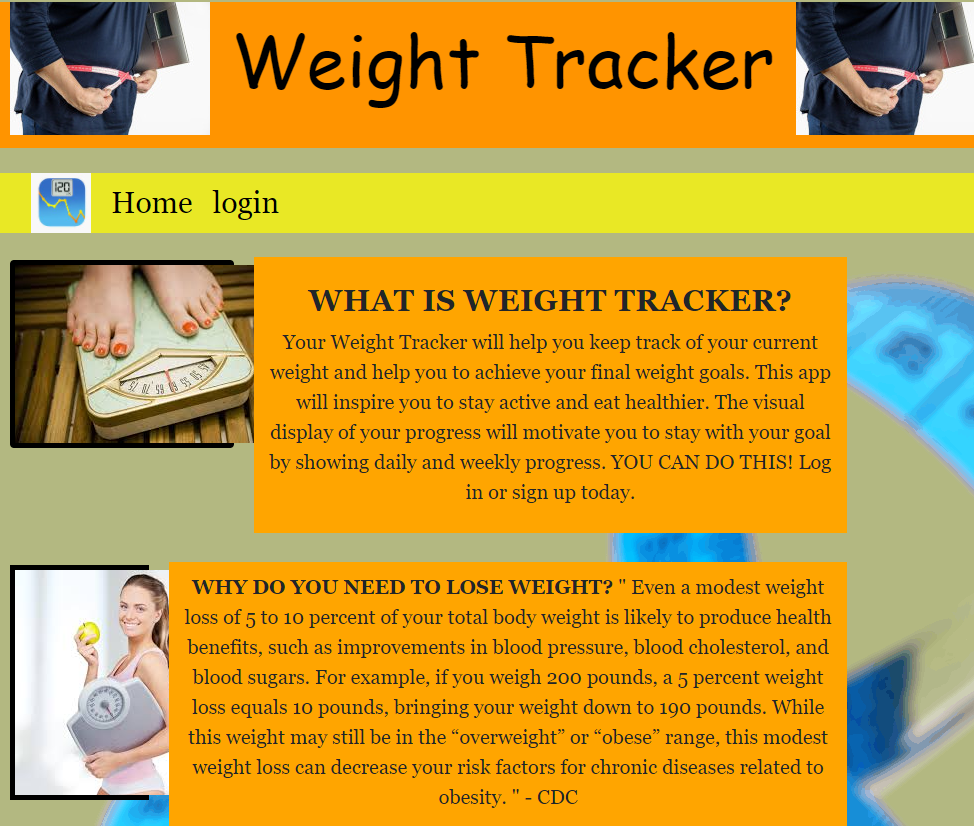 Weight Tracker
120
Home login
WHAT IS WEIGHT TRACKER?
Your Weight Tracker will help you keep track of your current
weight and help you to achieve your final weight goals. This app
will inspire you to stay active and eat healthier. The visual
display of your progress will motivate you to stay with your goal
by showing daily and weekly progress. YOU CAN DO THIS! Log
in or sign up today.
WHY DO YOU NEED TO LOSE WEIGHT? " Even a modest weight
loss of 5 to 10 percent of your total body weight is likely to produce health
benefits, such as improvements in blood pressure, blood cholesterol, and
blood sugars. For example, if you weigh 200 pounds, a 5 percent weight
loss equals 10 pounds, bringing your weight down to 190 pounds. While
this weight may still be in the “overweight” or “obese” range, this modest
weight loss can decrease your risk factors for chronic diseases related to
obesity. " - CDC